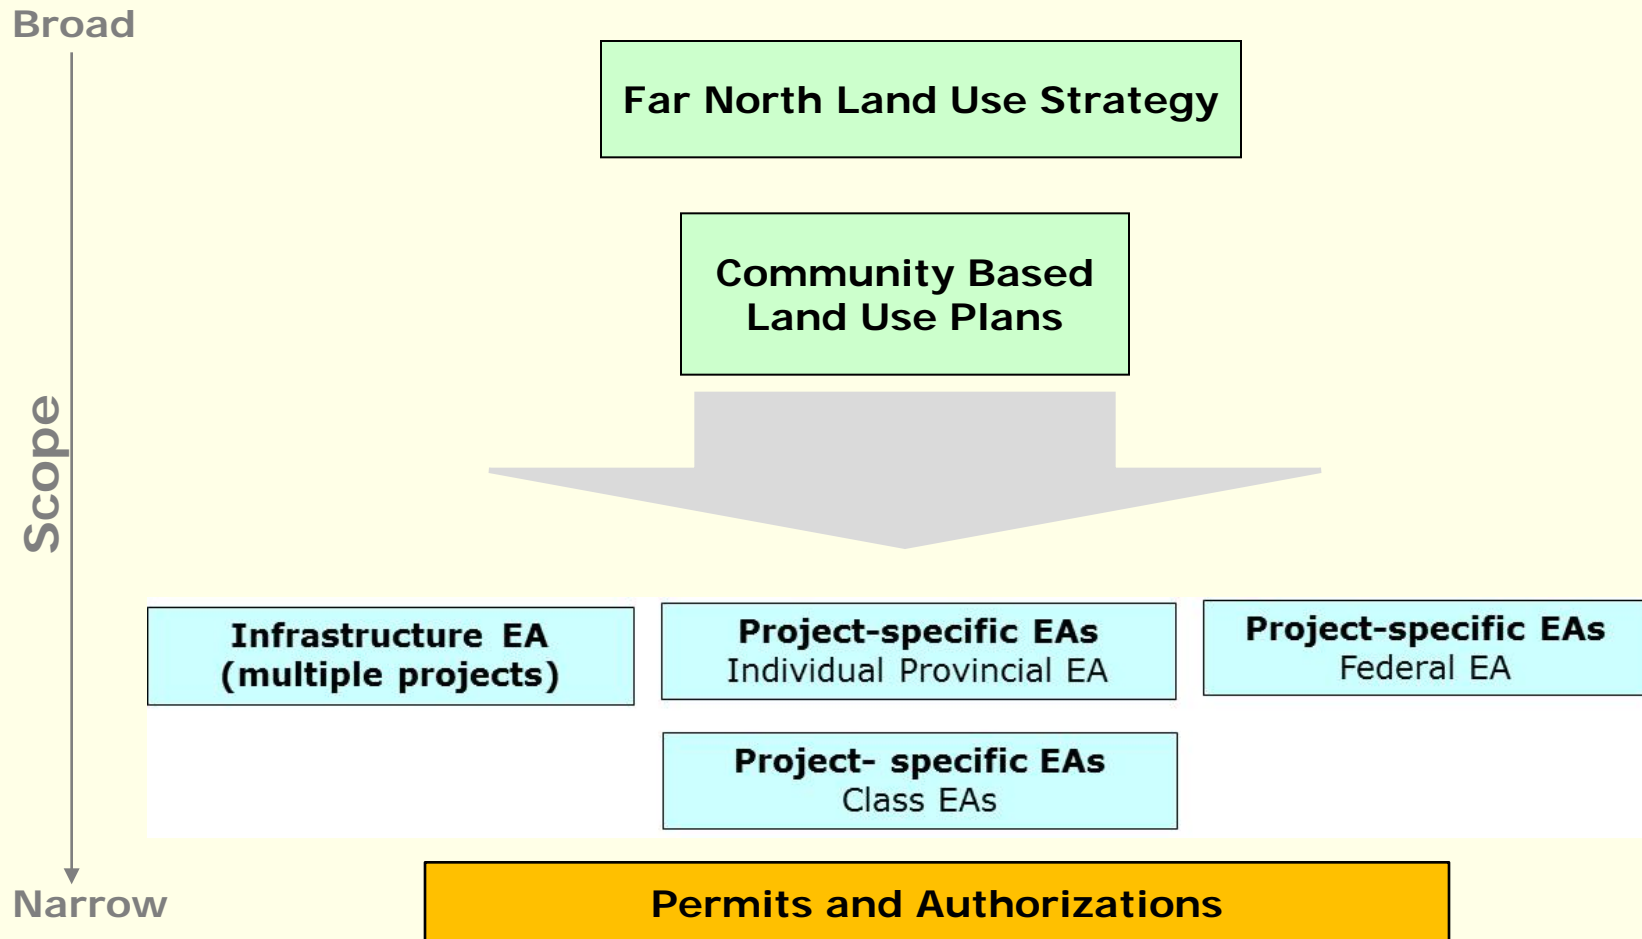 Broad
Far North Land Use Strategy
Community Based
Land Use Plans
Scope
Infrastructure EA
(multiple projects)
Project-specific EAs
Individual Provincial EA
Project-specific EAs
Federal EA
Project- specific EAs
Class EAs
Narrow
Permits and Authorizations